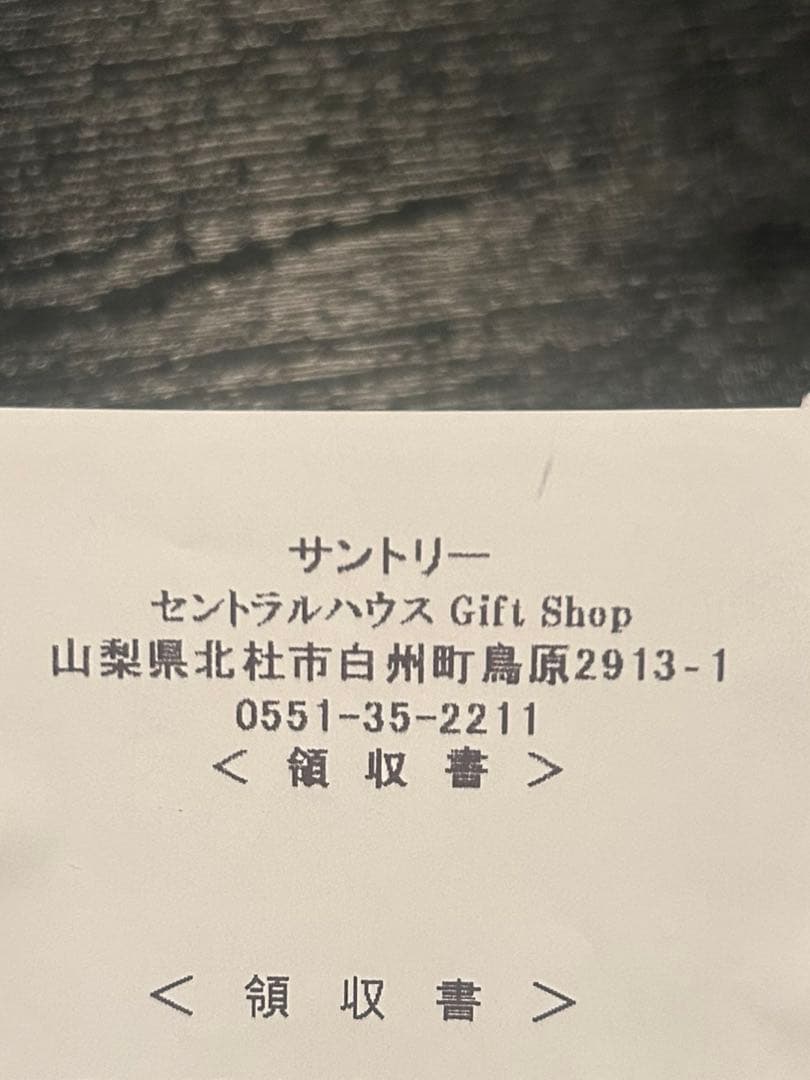 サントリー
セントラルハウス Gift Shop
山梨県北杜市白州町鳥原2913-1
0551-35-2211
＜ 領 収 書 ＞
＜ 領 収 書 ＞